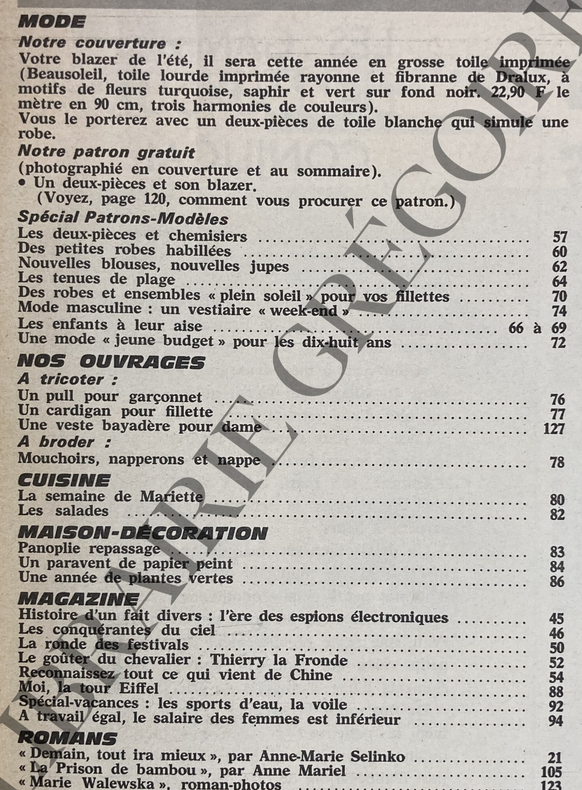 MODE
Notre couverture :
Votre blazer de l'été, il sera cette année en grosse toile imprimée
(Beausoleil, toile lourde imprimée rayonne et fibranne de Dralux, à
motifs de fleurs turquoise, saphir et vert sur fond noir. 22,90 F le
mètre en 90 cm, trois harmonies de couleurs).
Vous le porterez avec un deux-pièces de toile blanche qui simule une
robe.
Notre patron gratuit
(photographié en couverture et au sommaire).
• Un deux-pièces et son blazer.
(Voyez, page 120, comment vous procurer ce patron.)
Spécial Patrons-Modèles
Les deux-pièces et chemisiers ........ 57
Des petites robes habillées ........ 60
Nouvelles blouses, nouvelles jupes ........ 62
Les tenues de plage ........ 64
Des robes et ensembles « plein soleil » pour vos fillettes ........ 70
Mode masculine : un vestiaire « week-end » ........ 74
Les enfants à leur aise ........ 66 à 69
Une mode « jeune budget » pour les dix-huit ans ........ 72
NOS OUVRAGES
A tricoter :
Un pull pour garçonnet ........ 76
Un cardigan pour fillette ........ 77
Une veste bayadère pour dame ........ 127
A broder :
Mouchoirs, napperons et nappe ........ 78
CUISINE
La semaine de Mariette ........ 80
Les salades ........ 82
MAISON-DÉCORATION
Panoplie repassage ........ 83
Un paravent de papier peint ........ 84
Une année de plantes vertes ........ 86
MAGAZINE
Histoire d'un fait divers : l'ère des espions électroniques ........ 45
Les conquérantes du ciel ........ 46
La ronde des festivals ........ 50
Le goûter du chevalier : Thierry la Fronde ........ 52
Reconnaissez tout ce qui vient de Chine ........ 54
Moi, la tour Eiffel ........ 88
Spécial-vacances : les sports d'eau, la voile ........ 92
A travail égal, le salaire des femmes est inférieur ........ 94
ROMANS
« Demain, tout ira mieux », par Anne-Marie Selinko ........ 21
« La Prison de bambou », par Anne Mariel ........ 105
« Marie Walewska », roman-photos ........ 123
LIBRAIRIE GRÉGOIRE